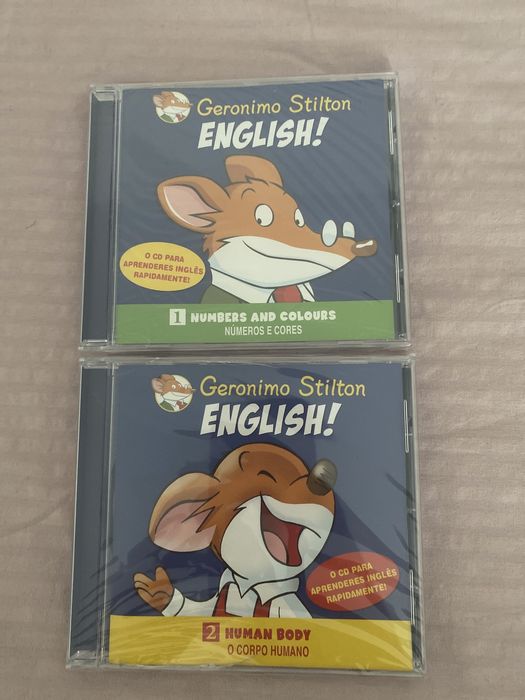 Geronimo Stilton
ENGLISH!
O CD PARA
APRENDERES INGLÊS
RAPIDAMENTE!
1 NUMBERS AND COLOURS
NÚMEROS E CORES
Geronimo Stilton
ENGLISH!
O CD PARA
APRENDERES INGLÊS
RAPIDAMENTE!
2 HUMAN BODY
O CORPO HUMANO